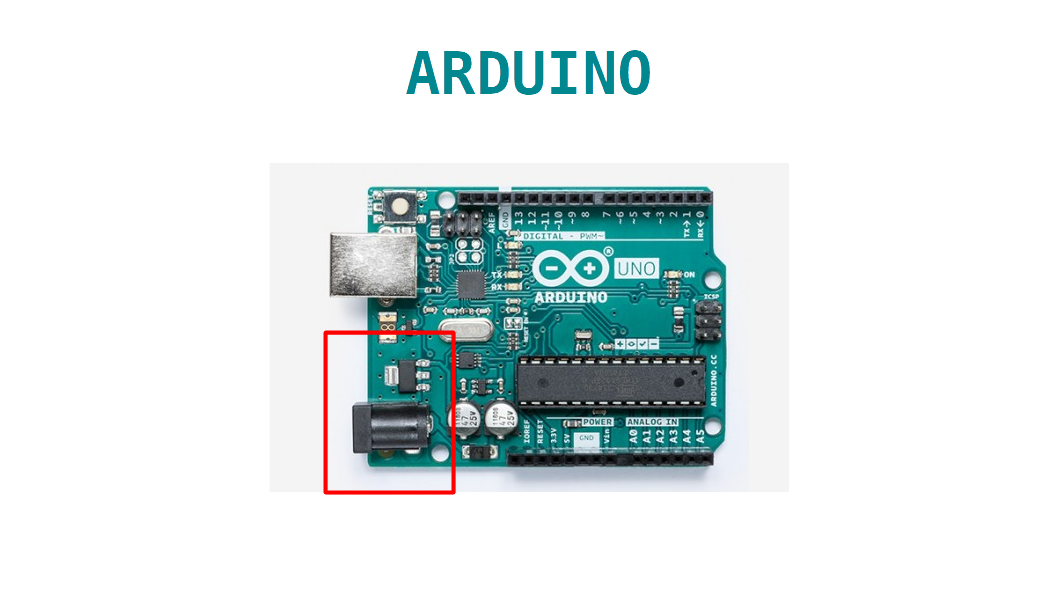 ARDUINO
AREF
GND
13
12
~11
~10
~9
8
7
~6
~5
4
~3
2
TX→1
RX←0
DIGITAL - PWM~
TX
RX
UNO
ARDUINO
ON
ICSP
ARDUINO.CC
47
25V
47
25V
IOREF
RESET
3.3V
5V
GND
Vin
POWER
ANALOG IN
A0
A1
A2
A3
A4
A5